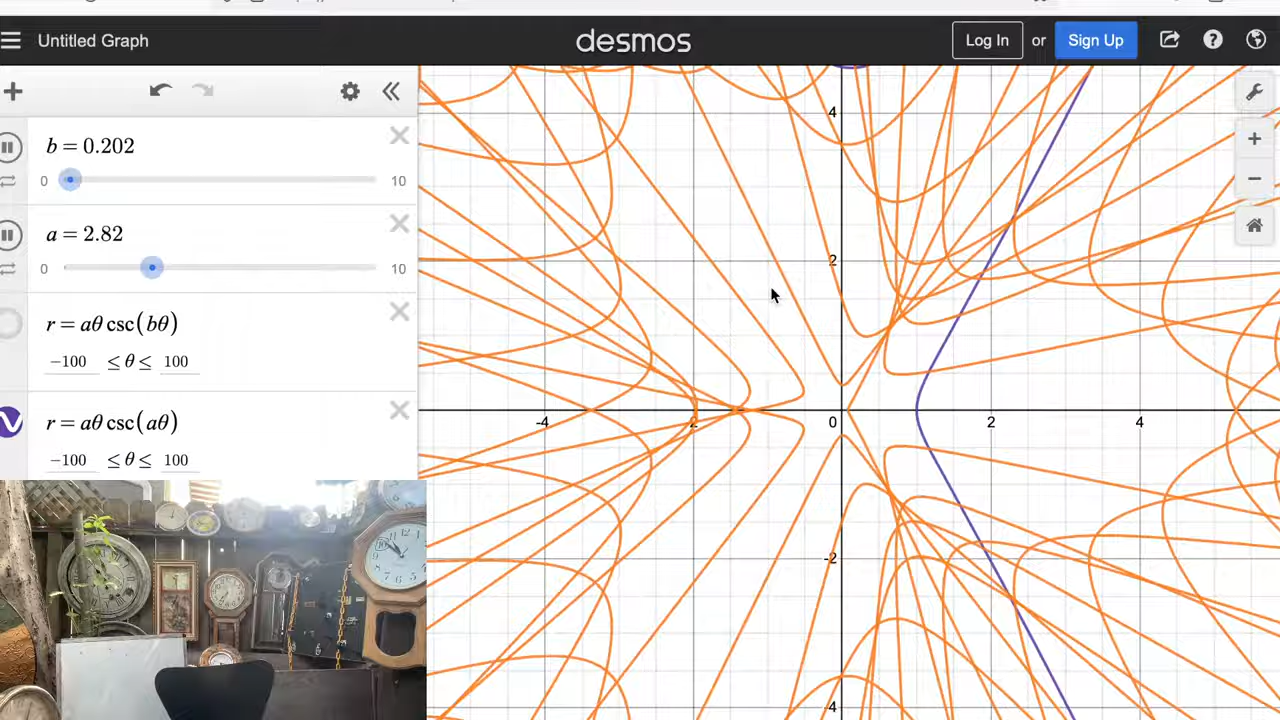 Untitled Graph
desmos
Log In or Sign Up
b = 0.202
0 10
a = 2.82
0 10
r = aθ csc(bθ)
−100 ≤ θ ≤ 100
r = aθ csc(aθ)
−100 ≤ θ ≤ 100
4
2
-4 2 0 2 4
-2
4